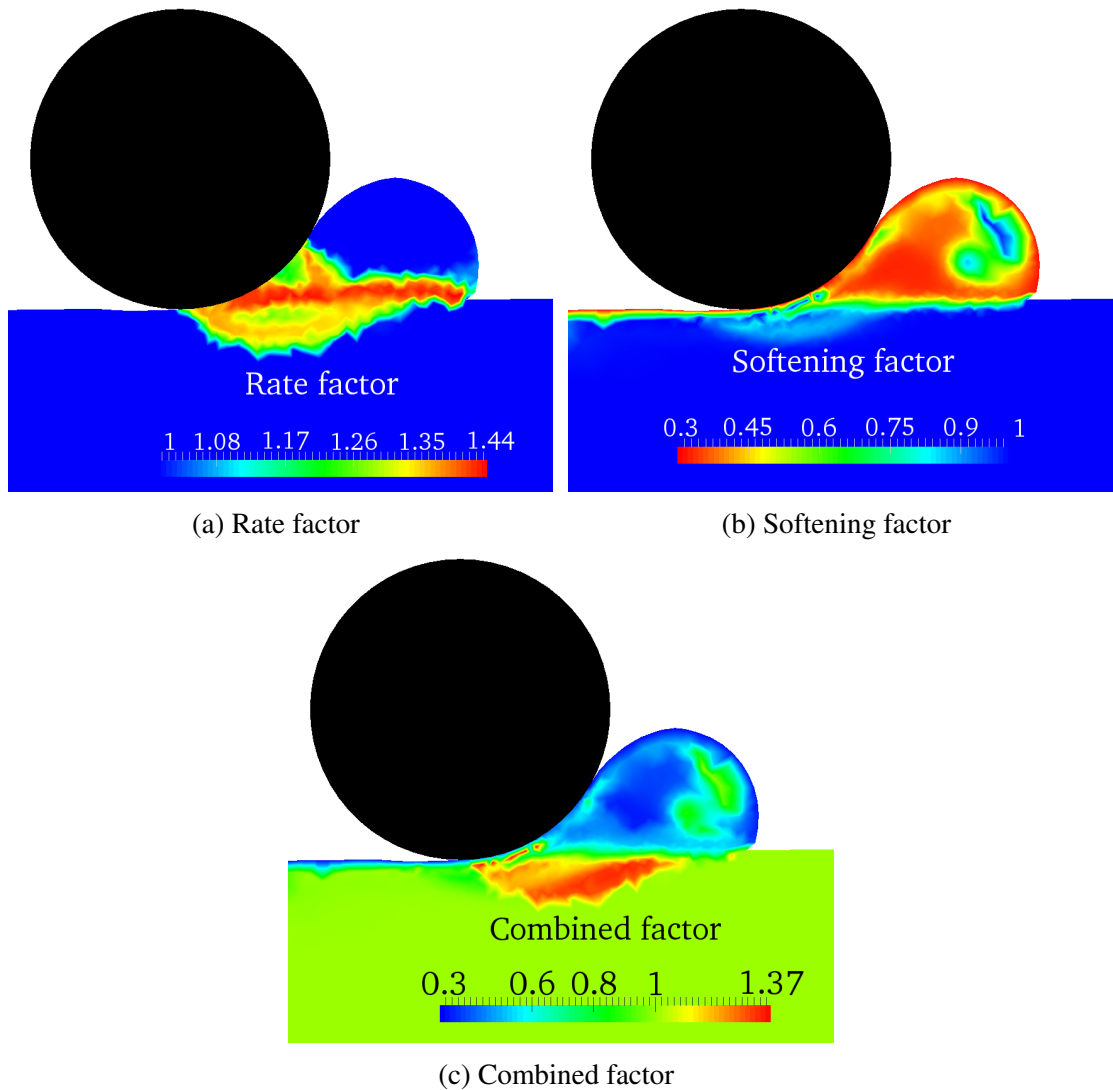 Rate factor
1 1.08 1.17 1.26 1.35 1.44
(a) Rate factor
Softening factor
0.3 0.45 0.6 0.75 0.9 1
(b) Softening factor
Combined factor
0.3 0.6 0.8 1 1.37
(c) Combined factor